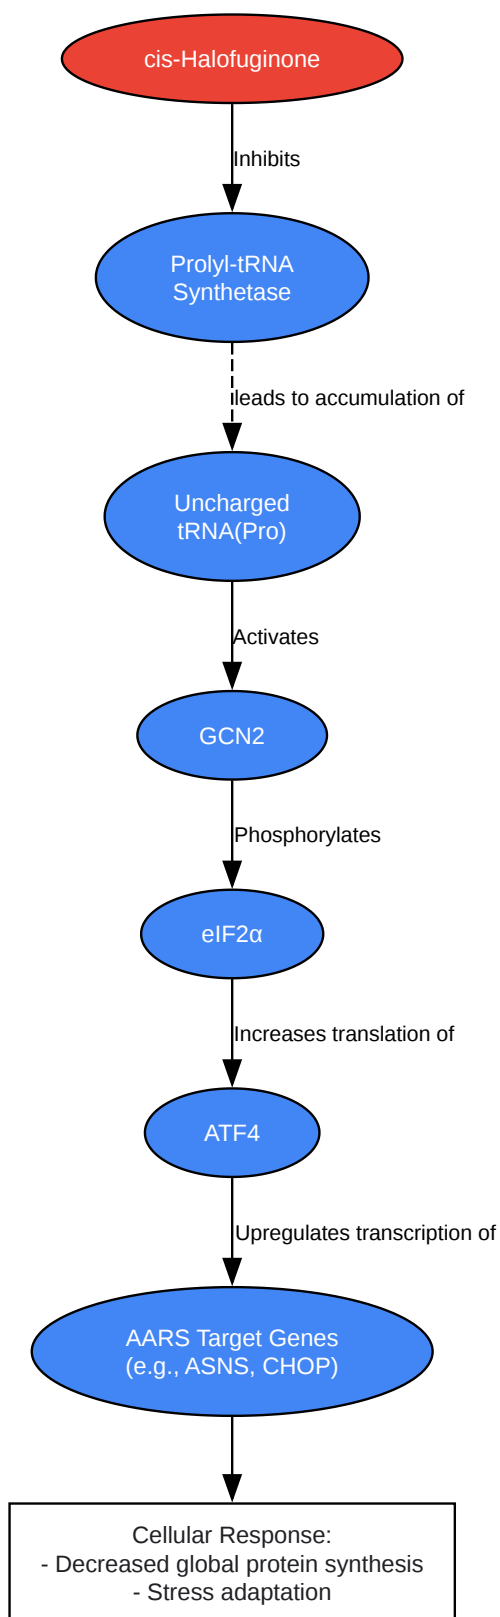 cis-Halofuginone
Inhibits
Prolyl-tRNA
Synthetase
leads to accumulation of
Uncharged
tRNA(Pro)
Activates
GCN2
Phosphorylates
eIF2α
Increases translation of
ATF4
Upregulates transcription of
AARS Target Genes
(e.g., ASNS, CHOP)
Cellular Response:
- Decreased global protein synthesis
- Stress adaptation